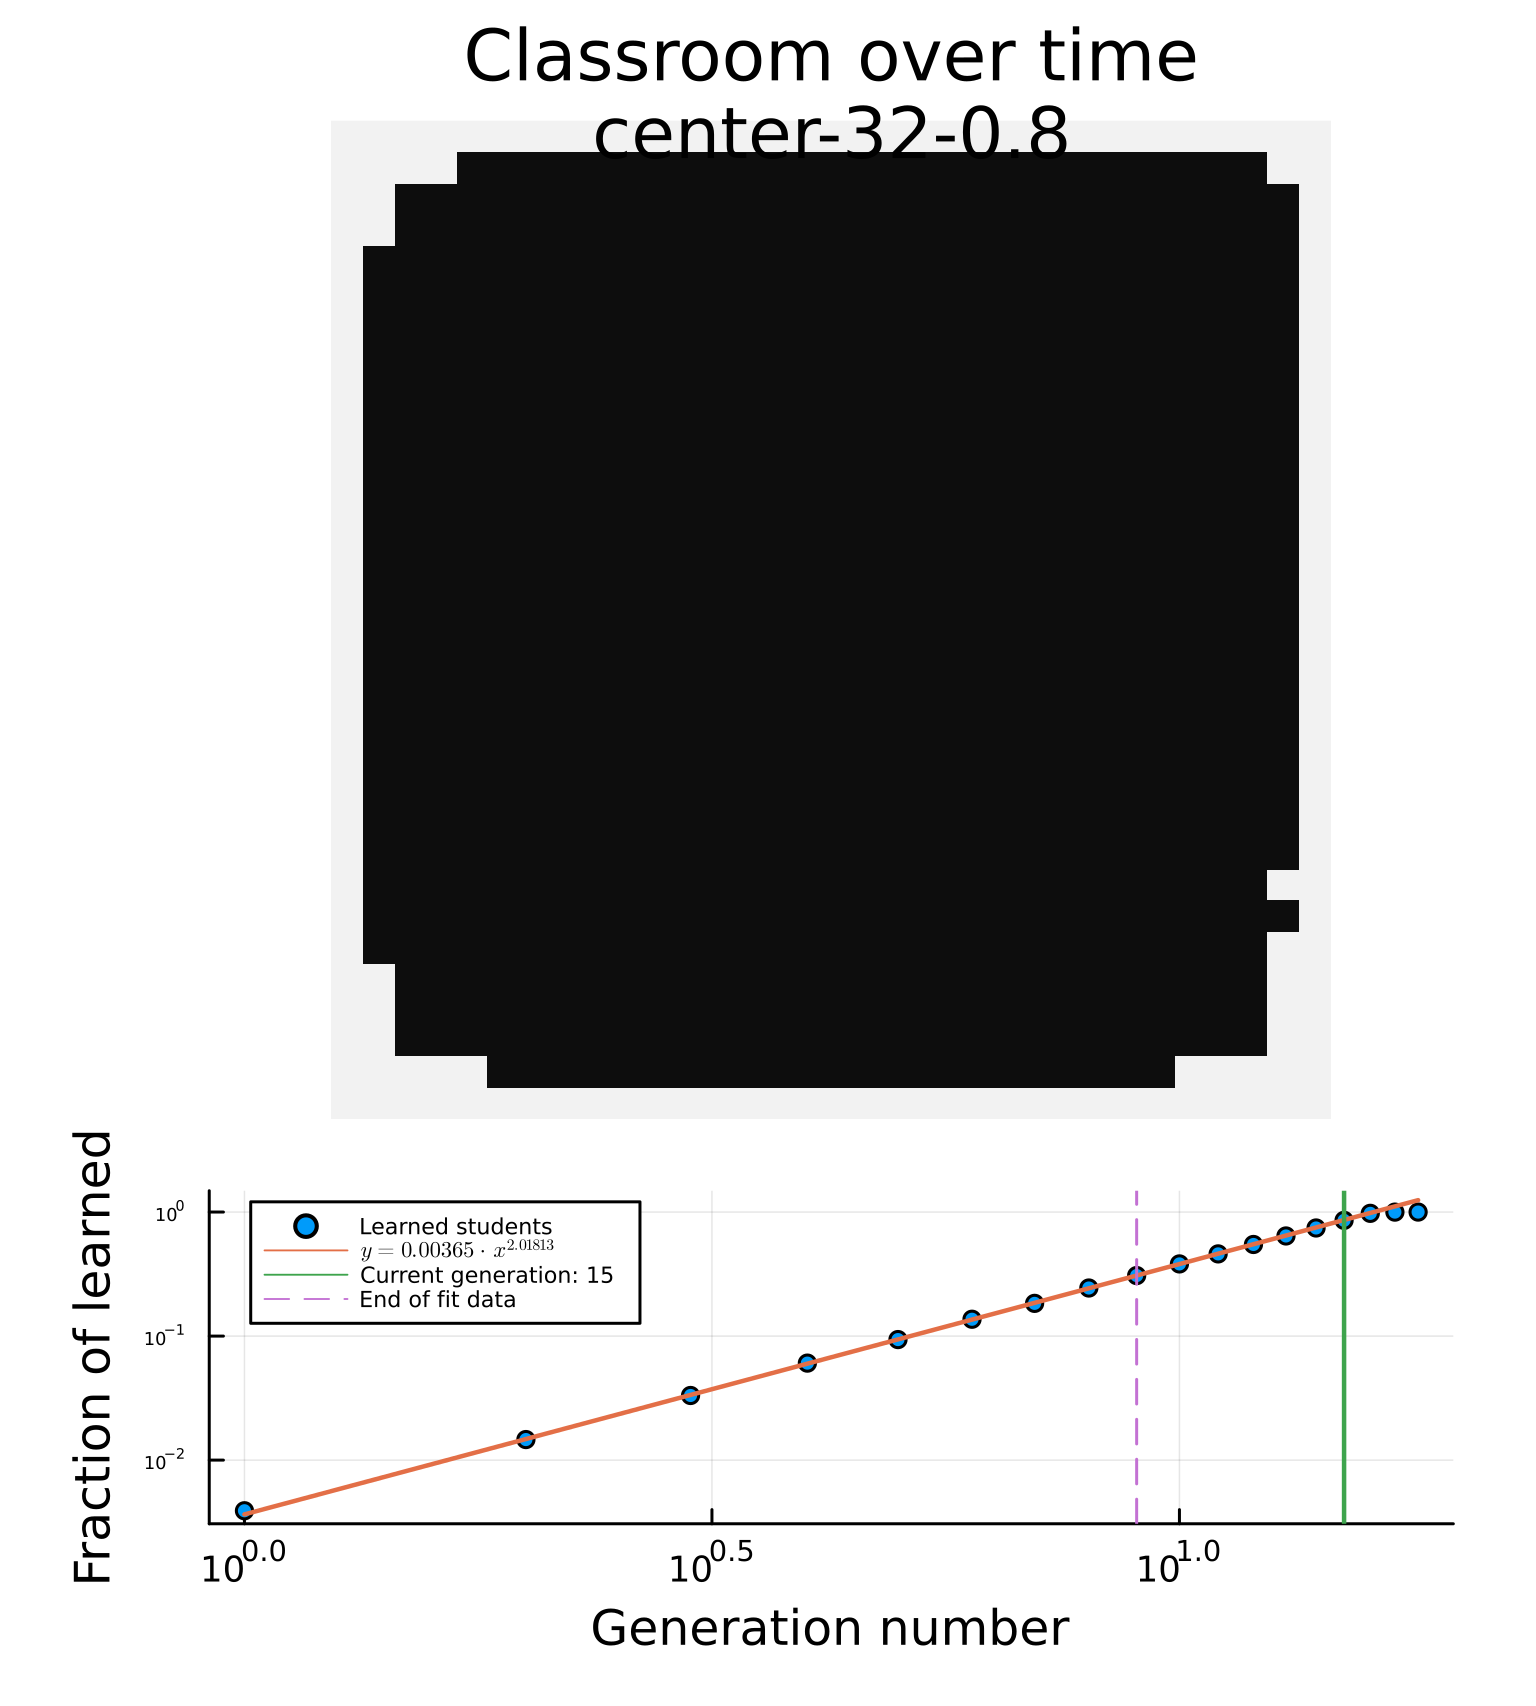 Classroom over time
center-32-0.8
Fraction of learned
10^0
10^−1
10^−2
Learned students
y = 0.00365 · x^2.01813
Current generation: 15
End of fit data
10^0.0 10^0.5 10^1.0
Generation number